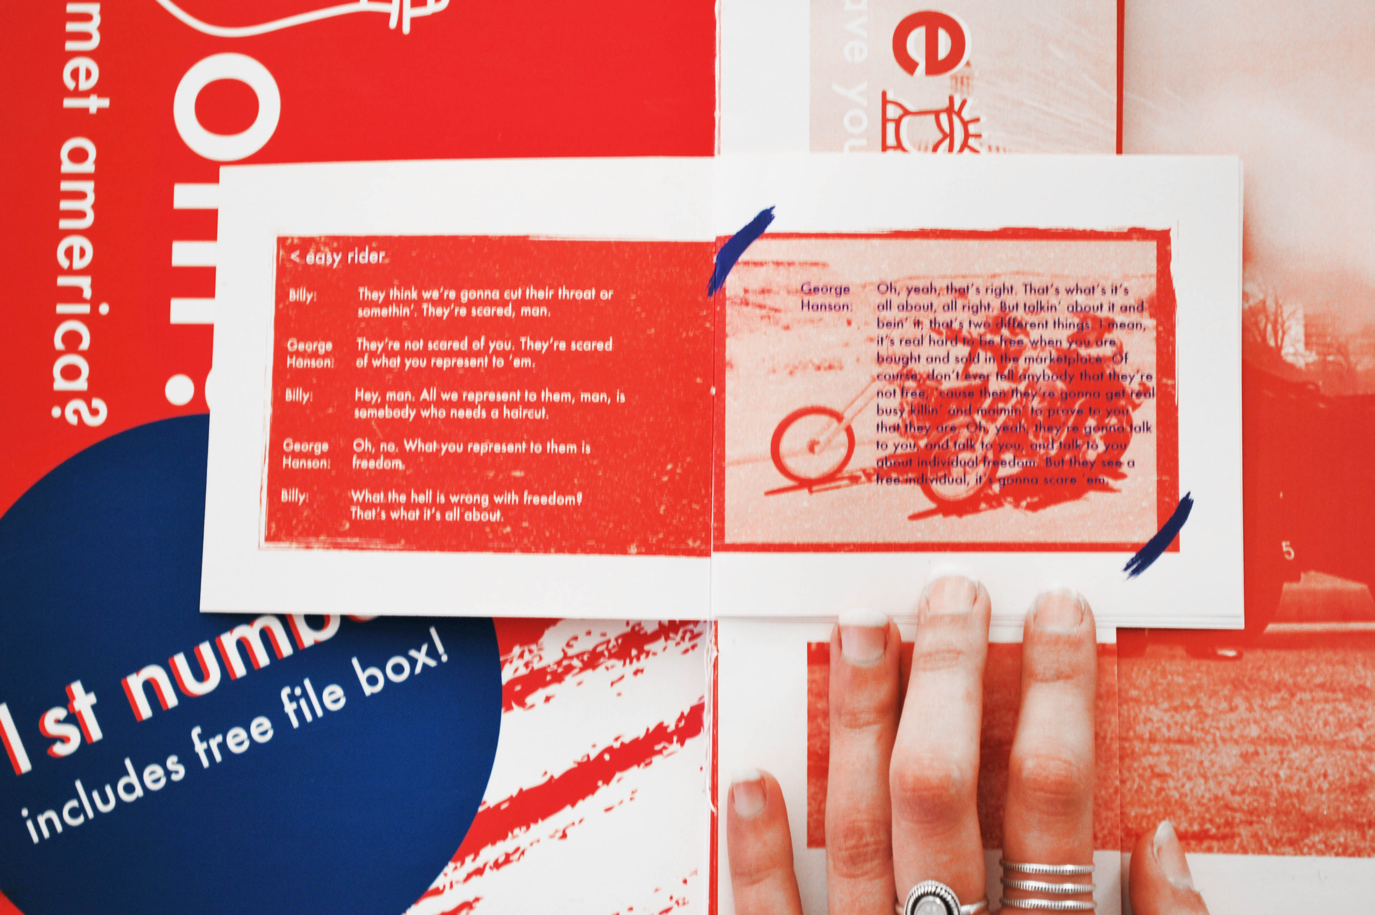 met america?
om.
e
ave you
< easy rider
Billy: They think we're gonna cut their throat or
somethin'. They're scared, man.
George They're not scared of you. They're scared
Hanson: of what you represent to 'em.
Billy: Hey, man. All we represent to them, man, is
somebody who needs a haircut.
George Oh, no. What you represent to them is
Hanson: freedom.
Billy: What the hell is wrong with freedom?
That's what it's all about.
George Oh, yeah, that's right. That's what's it's
Hanson: all about, all right. But talkin' about it and
bein' it, that's two different things. I mean,
it's real hard to be free when you are
bought and sold in the marketplace. Of
course, don't ever tell anybody that they're
not free, 'cause then they're gonna get real
busy killin' and maimin' to prove to you
that they are. Oh, yeah, they're gonna talk
to you, and talk to you, and talk to you
about individual freedom. But they see a
free individual, it's gonna scare 'em.
5
1st numb
includes free file box!